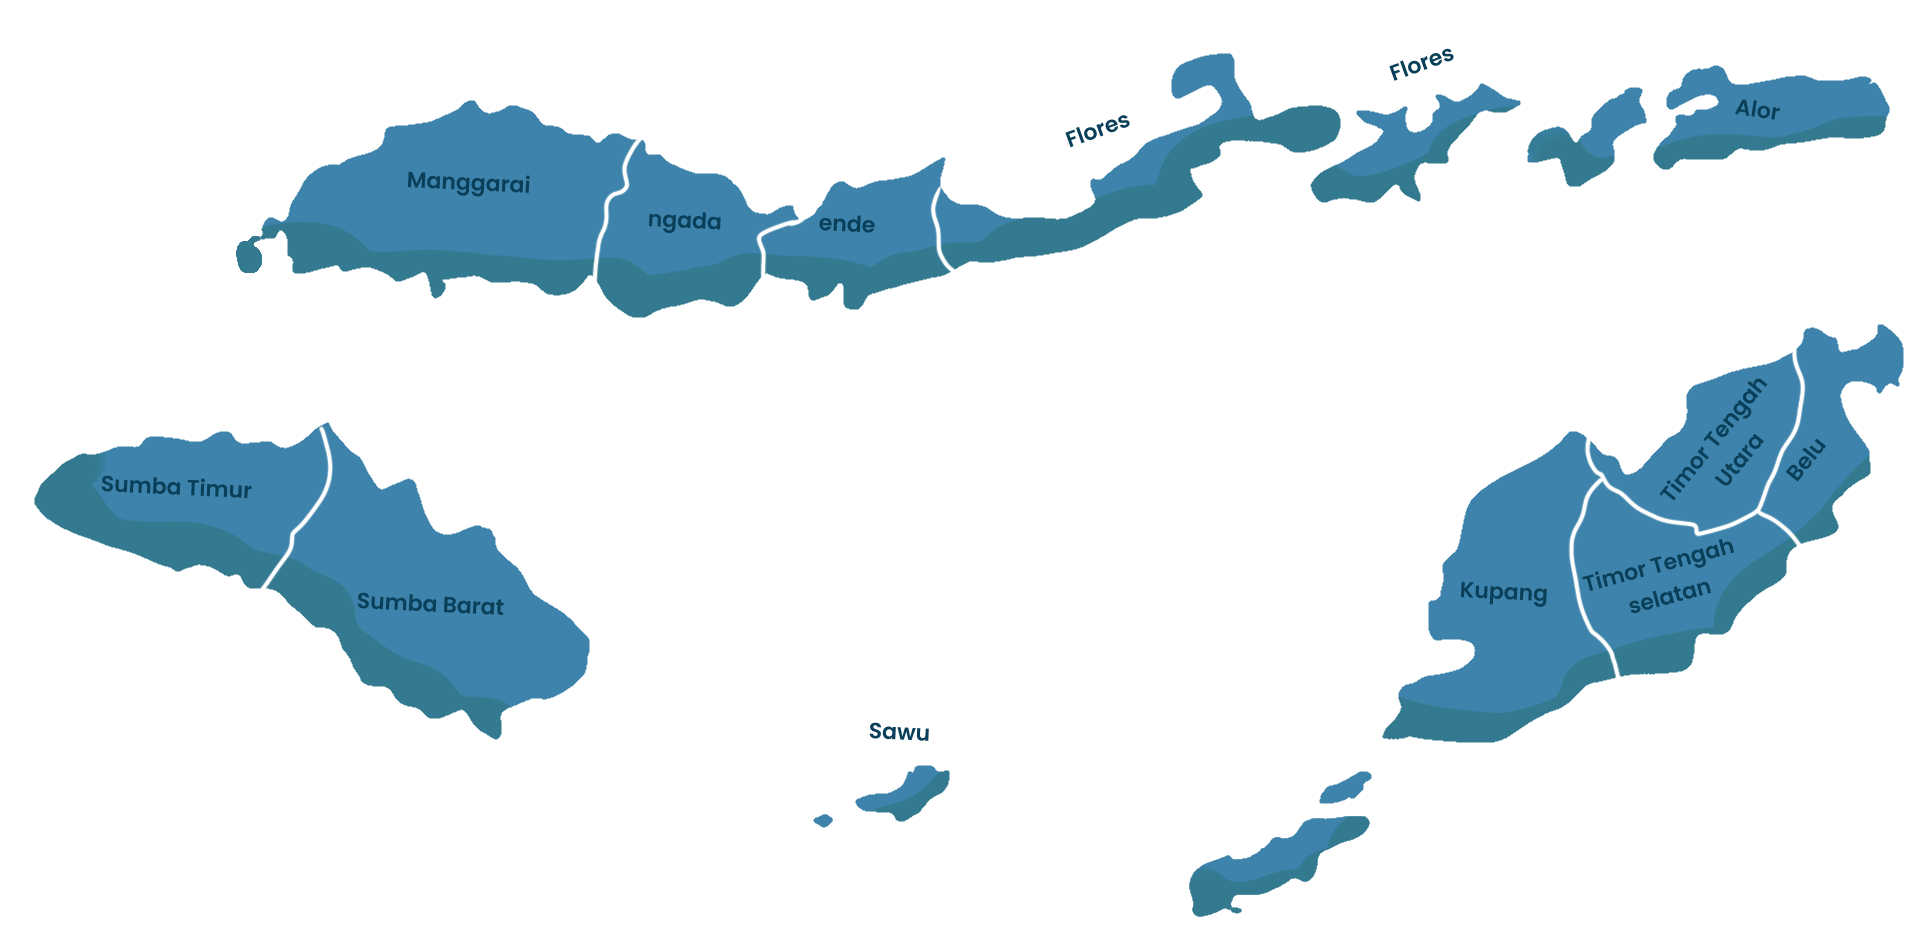 Flores
Flores
Alor
Manggarai
ngada
ende
Timor Tengah
Utara
Belu
Sumba Timur
Timor Tengah
selatan
Kupang
Sumba Barat
Sawu